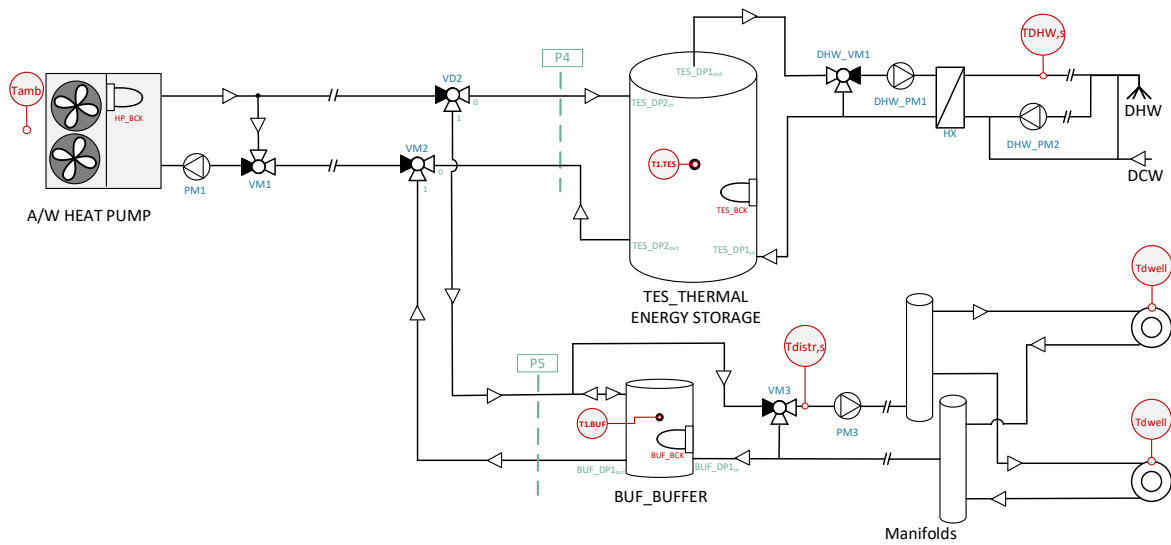 TDHW,s
P4
DHW_VM1
VD2
TES_DP1out
Tamb
0
TES_DP2in
DHW_PM1
DHW
HP_BCK
1
HX
DHW_PM2
VM2
T1.TES
PM1
VM1
0
DCW
1
TES_BCK
A/W HEAT PUMP
TES_DP2out
TES_DP1in
Tdwell
TES_THERMAL
ENERGY STORAGE
Tdistr,s
P5
VM3
T1.BUF
PM3
Tdwell
BUF_BCK
BUF_DP1out
BUF_DP1in
BUF_BUFFER
Manifolds